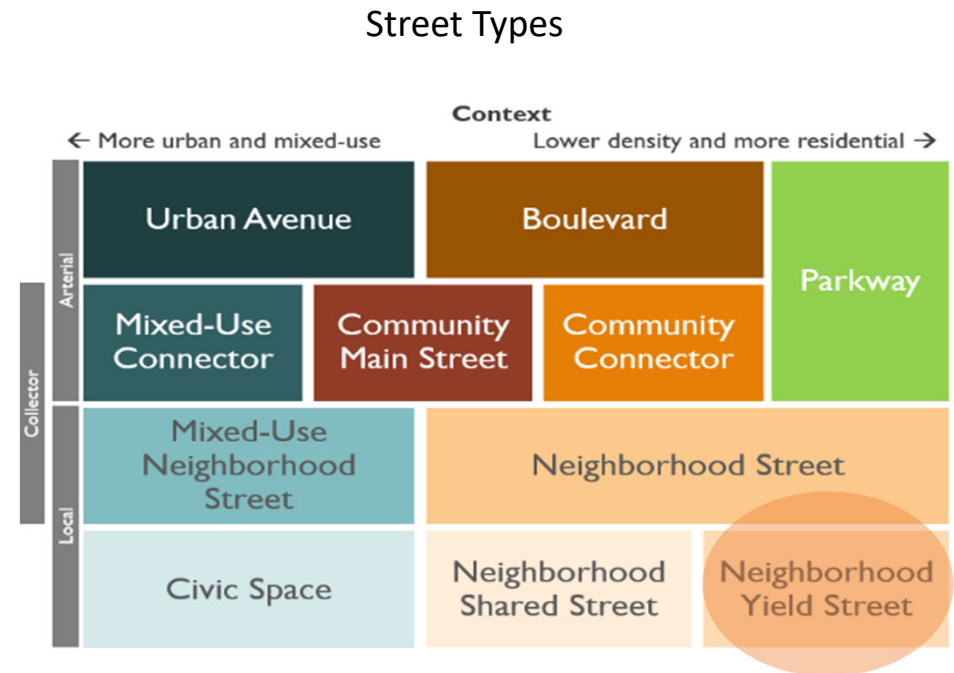 Street Types
Context
← More urban and mixed-use
Lower density and more residential →
Collector
Arterial
Urban Avenue
Boulevard
Parkway
Mixed-Use
Connector
Community
Main Street
Community
Connector
Local
Mixed-Use
Neighborhood
Street
Neighborhood Street
Civic Space
Neighborhood
Shared Street
Neighborhood
Yield Street